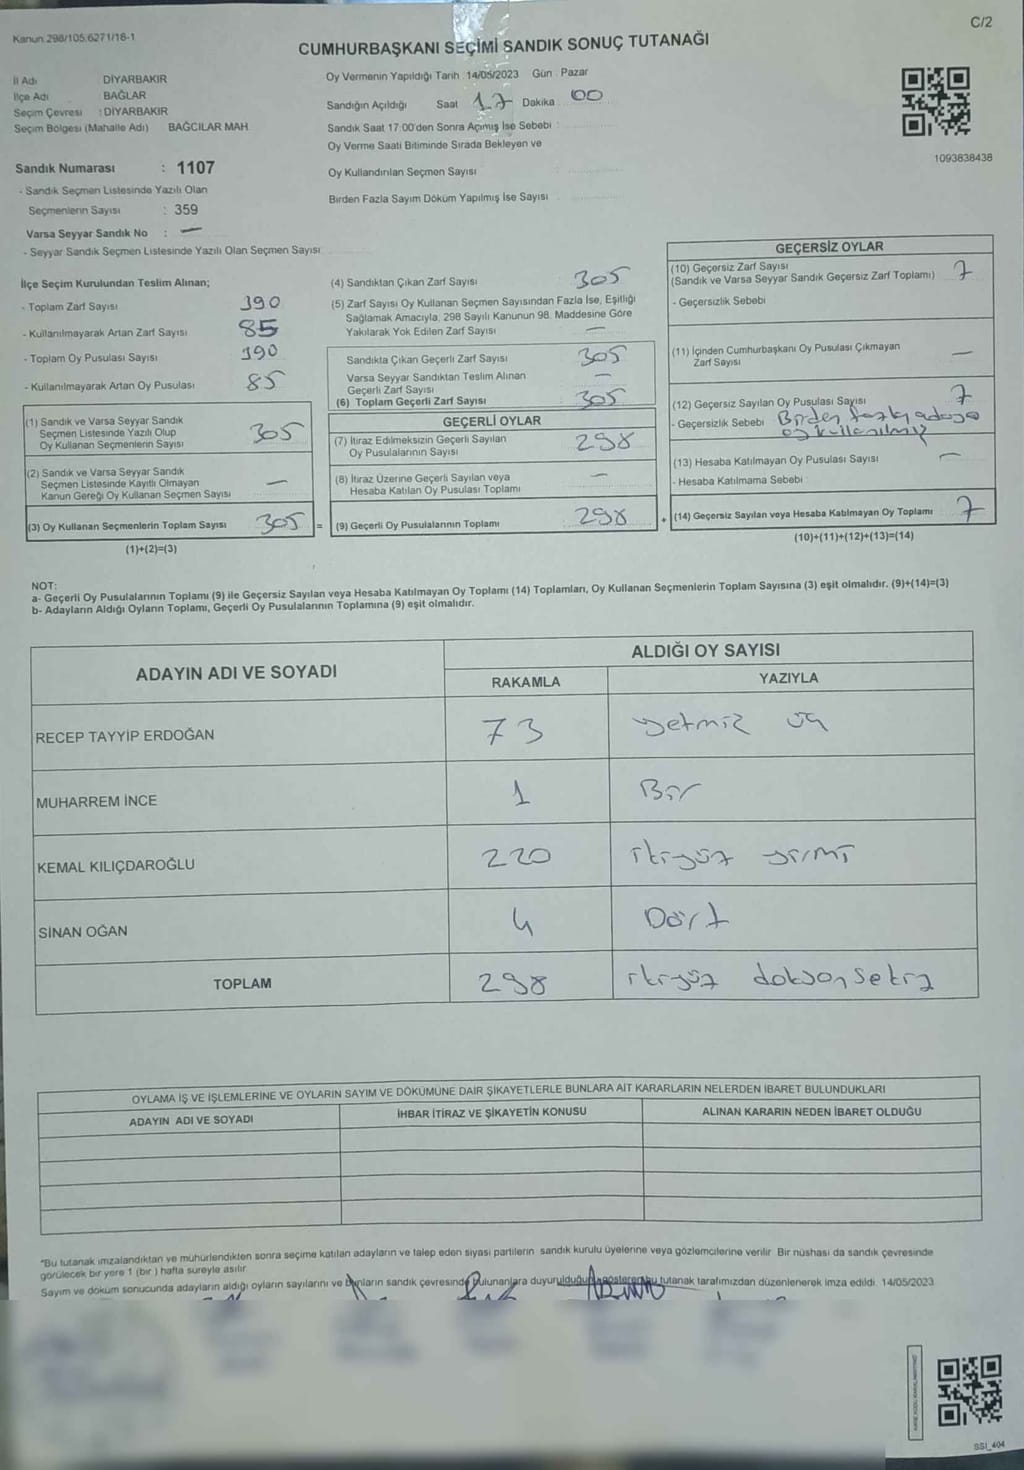 C/2
Kanun 298/105.6271/18-1
CUMHURBAŞKANI SEÇİMİ SANDIK SONUÇ TUTANAĞI
İl Adı DİYARBAKIR
İlçe Adı BAĞLAR
Seçim Çevresi : DİYARBAKIR
Seçim Bölgesi (Mahalle Adı) BAĞCILAR MAH.
Oy Vermenin Yapıldığı Tarih 14/05/2023 Gün : Pazar
Sandığın Açıldığı Saat 17 Dakika 00
Sandık Saat 17:00'den Sonra Açılmış İse Sebebi :
Oy Verme Saati Bitiminde Sırada Bekleyen ve
Oy Kullandırılan Seçmen Sayısı
Birden Fazla Sayım Döküm Yapılmış İse Sayısı
1093838438
Sandık Numarası : 1107
- Sandık Seçmen Listesinde Yazılı Olan
Seçmenlerin Sayısı : 359
Varsa Seyyar Sandık No : —
- Seyyar Sandık Seçmen Listesinde Yazılı Olan Seçmen Sayısı
İlçe Seçim Kurulundan Teslim Alınan;
- Toplam Zarf Sayısı 390
- Kullanılmayarak Artan Zarf Sayısı 85
- Toplam Oy Pusulası Sayısı 390
- Kullanılmayarak Artan Oy Pusulası 85
(1) Sandık ve Varsa Seyyar Sandık
Seçmen Listesinde Yazılı Olup
Oy Kullanan Seçmenlerin Sayısı 305
(2) Sandık ve Varsa Seyyar Sandık
Seçmen Listesinde Kayıtlı Olmayan
Kanun Gereği Oy Kullanan Seçmen Sayısı —
(3) Oy Kullanan Seçmenlerin Toplam Sayısı 305 =
(1)+(2)=(3)
(4) Sandıktan Çıkan Zarf Sayısı 305
(5) Zarf Sayısı Oy Kullanan Seçmen Sayısından Fazla İse, Eşitliği
Sağlamak Amacıyla, 298 Sayılı Kanunun 98. Maddesine Göre
Yakılarak Yok Edilen Zarf Sayısı —
Sandıkta Çıkan Geçerli Zarf Sayısı 305
Varsa Seyyar Sandıktan Teslim Alınan
Geçerli Zarf Sayısı —
(6) Toplam Geçerli Zarf Sayısı 305
GEÇERLİ OYLAR
(7) İtiraz Edilmeksizin Geçerli Sayılan
Oy Pusulalarının Sayısı 298
(8) İtiraz Üzerine Geçerli Sayılan veya
Hesaba Katılan Oy Pusulası Toplamı —
(9) Geçerli Oy Pusulalarının Toplamı 298 +
GEÇERSİZ OYLAR
(10) Geçersiz Zarf Sayısı
(Sandık ve Varsa Seyyar Sandık Geçersiz Zarf Toplamı) 7
- Geçersizlik Sebebi
(11) İçinden Cumhurbaşkanı Oy Pusulası Çıkmayan
Zarf Sayısı —
(12) Geçersiz Sayılan Oy Pusulası Sayısı 7
- Geçersizlik Sebebi Birden fazla adaya
oy kullanılmış
(13) Hesaba Katılmayan Oy Pusulası Sayısı —
- Hesaba Katılmama Sebebi
(14) Geçersiz Sayılan veya Hesaba Katılmayan Oy Toplamı 7
(10)+(11)+(12)+(13)=(14)
NOT:
a- Geçerli Oy Pusulalarının Toplamı (9) ile Geçersiz Sayılan veya Hesaba Katılmayan Oy Toplamı (14) Toplamları, Oy Kullanan Seçmenlerin Toplam Sayısına (3) eşit olmalıdır. (9)+(14)=(3)
b- Adayların Aldığı Oyların Toplamı, Geçerli Oy Pusulalarının Toplamına (9) eşit olmalıdır.
ADAYIN ADI VE SOYADI
ALDIĞI OY SAYISI
RAKAMLA YAZIYLA
RECEP TAYYİP ERDOĞAN 73 yetmiş üç
MUHARREM İNCE 1 Bir
KEMAL KILIÇDAROĞLU 220 ikiyüz yirmi
SİNAN OĞAN 4 Dört
TOPLAM 298 ikiyüz doksan sekiz
OYLAMA İŞ VE İŞLEMLERİNE VE OYLARIN SAYIM VE DÖKÜMÜNE DAİR ŞİKAYETLERLE BUNLARA AİT KARARLARIN NELERDEN İBARET BULUNDUKLARI
ADAYIN ADI VE SOYADI İHBAR İTİRAZ VE ŞİKAYETİN KONUSU ALINAN KARARIN NEDEN İBARET OLDUĞU
*Bu tutanak imzalandıktan ve mühürlendikten sonra seçime katılan adayların ve talep eden siyasi partilerin sandık kurulu üyelerine veya gözlemcilerine verilir. Bir nüshası da sandık çevresinde
görülecek bir yere 1 (bir) hafta süreyle asılır.
Sayım ve döküm sonucunda adayların aldığı oyların sayılarını ve bunların sandık çevresinde bulunanlara duyurulduğunu gösteren bu tutanak tarafımızdan düzenlenerek imza edildi. 14/05/2023
SSI_404